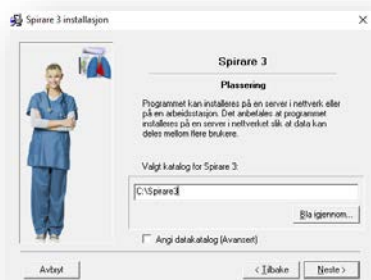 Spirare 3 installasjon
Spirare 3
Plassering
Programmet kan installeres på en server i nettverk eller
på en arbeidsstasjon. Det anbefales at programmet
installeres på en server i nettverket slik at data kan
deles mellom flere brukere.
Valgt katalog for Spirare 3:
C:\Spirare3
Bla igjennom...
Angi datakatalog (Avansert)
Avbryt
< Tilbake
Neste >